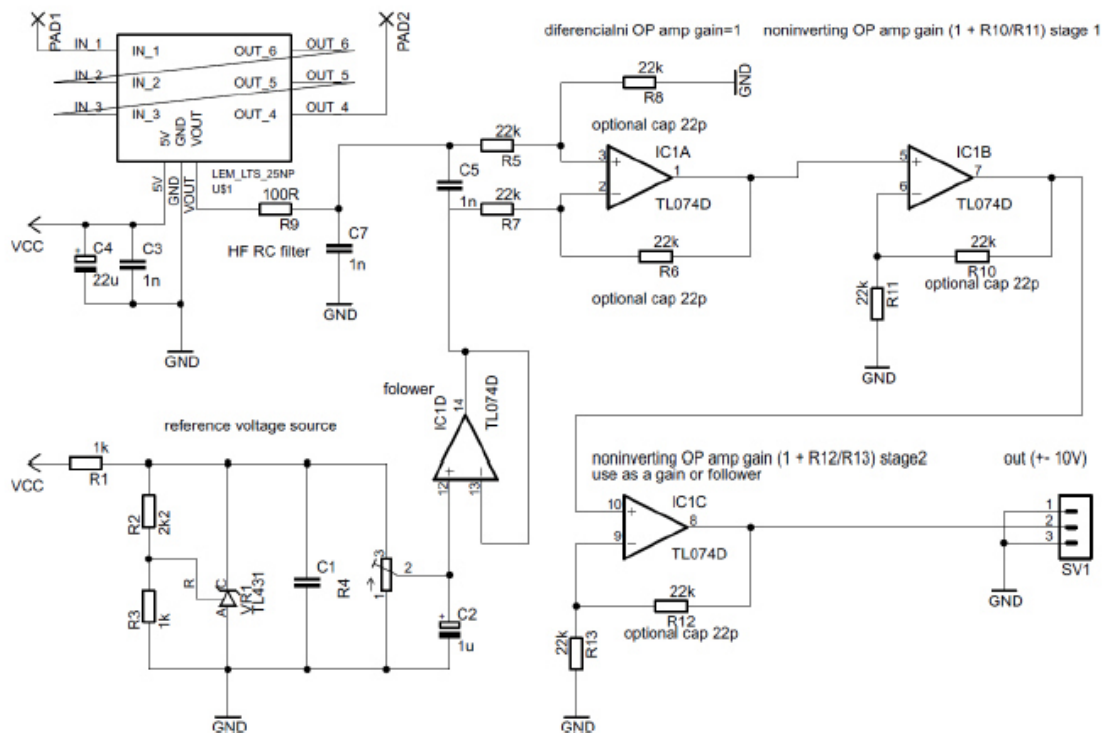 PAD1
PAD2
IN_1
IN_1
OUT_6
OUT_6
IN_2
IN_2
OUT_5
OUT_5
IN_3
IN_3
OUT_4
OUT_4
5V
GND
VOUT
5V
GND
VOUT
LEM_LTS_25NP
U$1
100R
R9
HF RC filter
VCC
C4
22u
C3
1n
GND
C7
1n
GND
diferencialni OP amp gain=1
noninverting OP amp gain (1 + R10/R11) stage 1
22k
R8
GND
optional cap 22p
22k
R5
C5
1n
22k
R7
3
2
1
IC1A
TL074D
22k
R6
optional cap 22p
5
6
7
IC1B
TL074D
22k
R10
optional cap 22p
22k
R11
GND
folower
IC1D
TL074D
14
12
13
reference voltage source
VCC
1k
R1
R2
2k2
R3
1k
R
A
C
VR1
TL431
C1
R4
1
3
2
C2
1u
GND
noninverting OP amp gain (1 + R12/R13) stage2
use as a gain or follower
out (+- 10V)
10
9
8
IC1C
TL074D
22k
R12
optional cap 22p
22k
R13
GND
1
2
3
SV1
GND